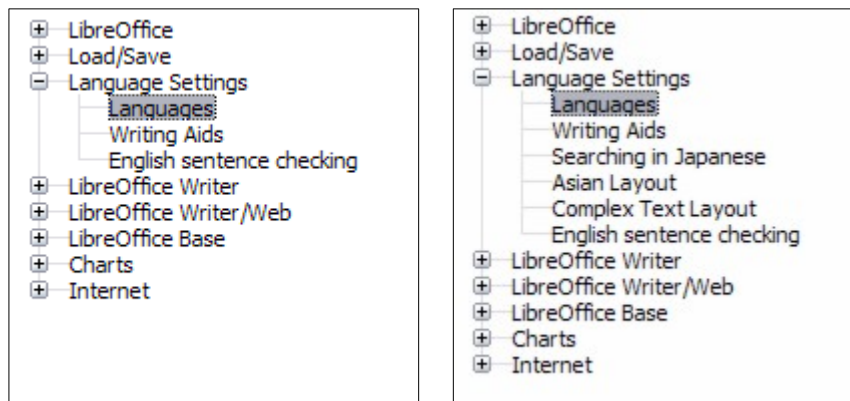 LibreOffice
Load/Save
Language Settings
Languages
Writing Aids
English sentence checking
LibreOffice Writer
LibreOffice Writer/Web
LibreOffice Base
Charts
Internet
LibreOffice
Load/Save
Language Settings
Languages
Writing Aids
Searching in Japanese
Asian Layout
Complex Text Layout
English sentence checking
LibreOffice Writer
LibreOffice Writer/Web
LibreOffice Base
Charts
Internet